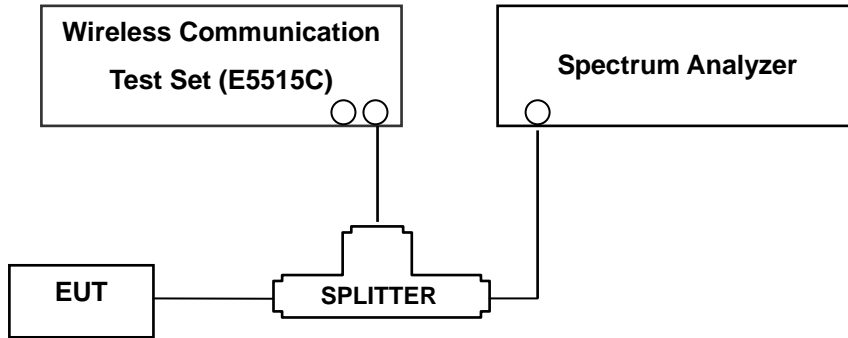 Wireless Communication
Test Set (E5515C)
Spectrum Analyzer
EUT
SPLITTER